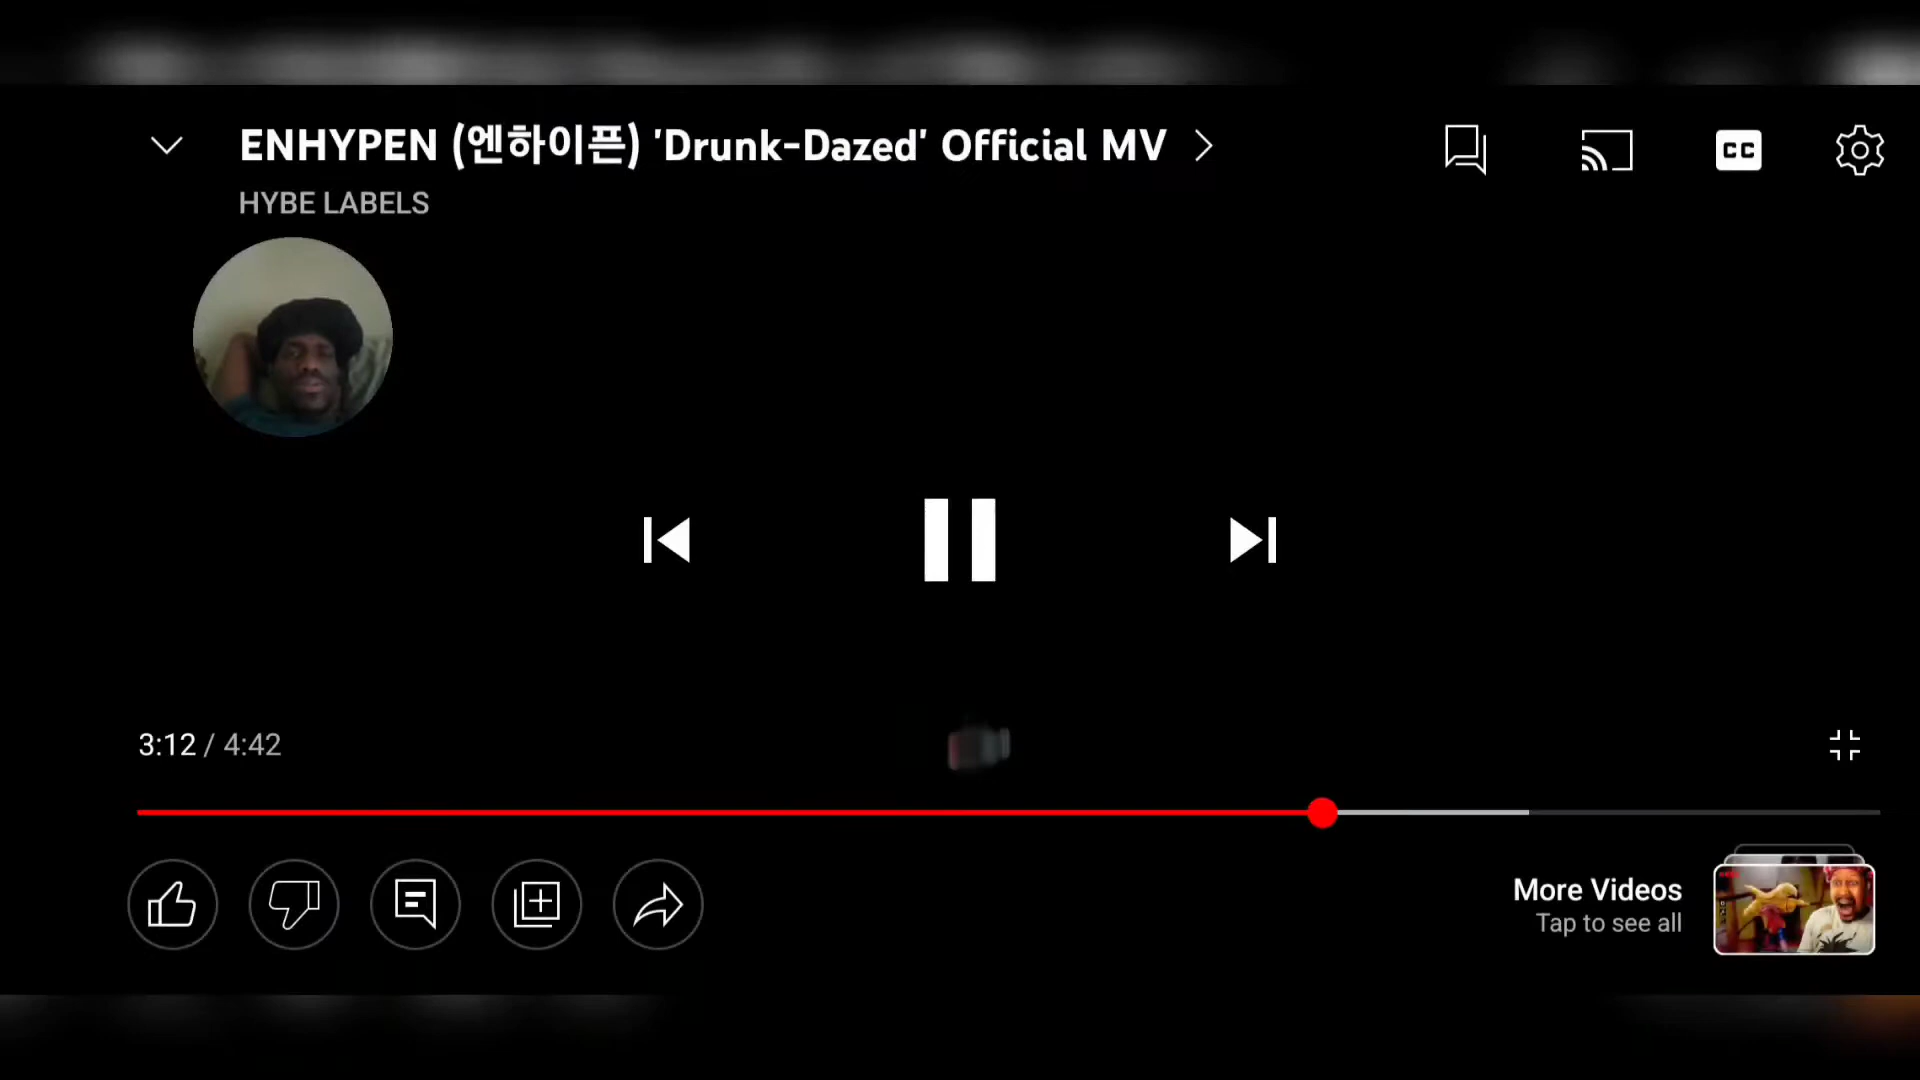 ENHYPEN (엔하이픈) 'Drunk-Dazed' Official MV
HYBE LABELS
CC
3:12 / 4:42
More Videos
Tap to see all